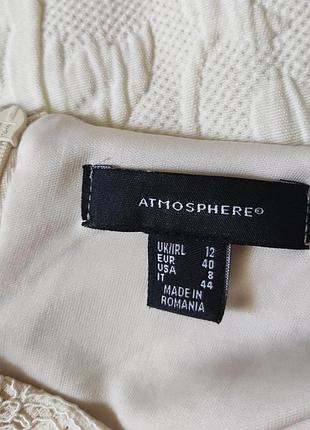 ATMOSPHERE
UK/IRL 12
EUR 40
USA 8
IT 44
MADE IN
ROMANIA